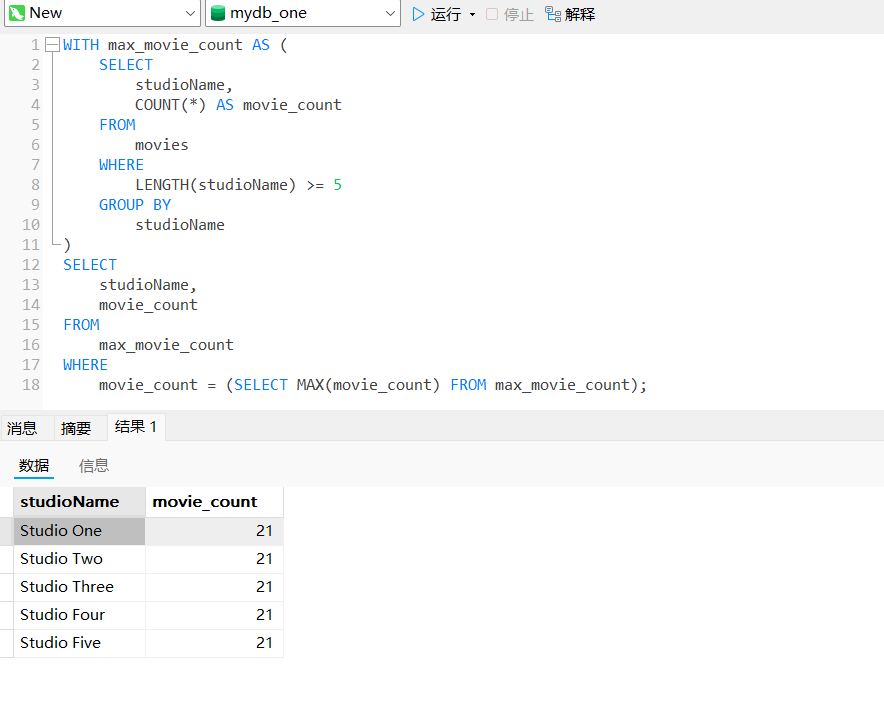 New mydb_one 运行 停止 解释
1 WITH max_movie_count AS (
2 SELECT
3 studioName,
4 COUNT(*) AS movie_count
5 FROM
6 movies
7 WHERE
8 LENGTH(studioName) >= 5
9 GROUP BY
10 studioName
11 )
12 SELECT
13 studioName,
14 movie_count
15 FROM
16 max_movie_count
17 WHERE
18 movie_count = (SELECT MAX(movie_count) FROM max_movie_count);
消息 摘要 结果 1
数据 信息
studioName movie_count
Studio One 21
Studio Two 21
Studio Three 21
Studio Four 21
Studio Five 21